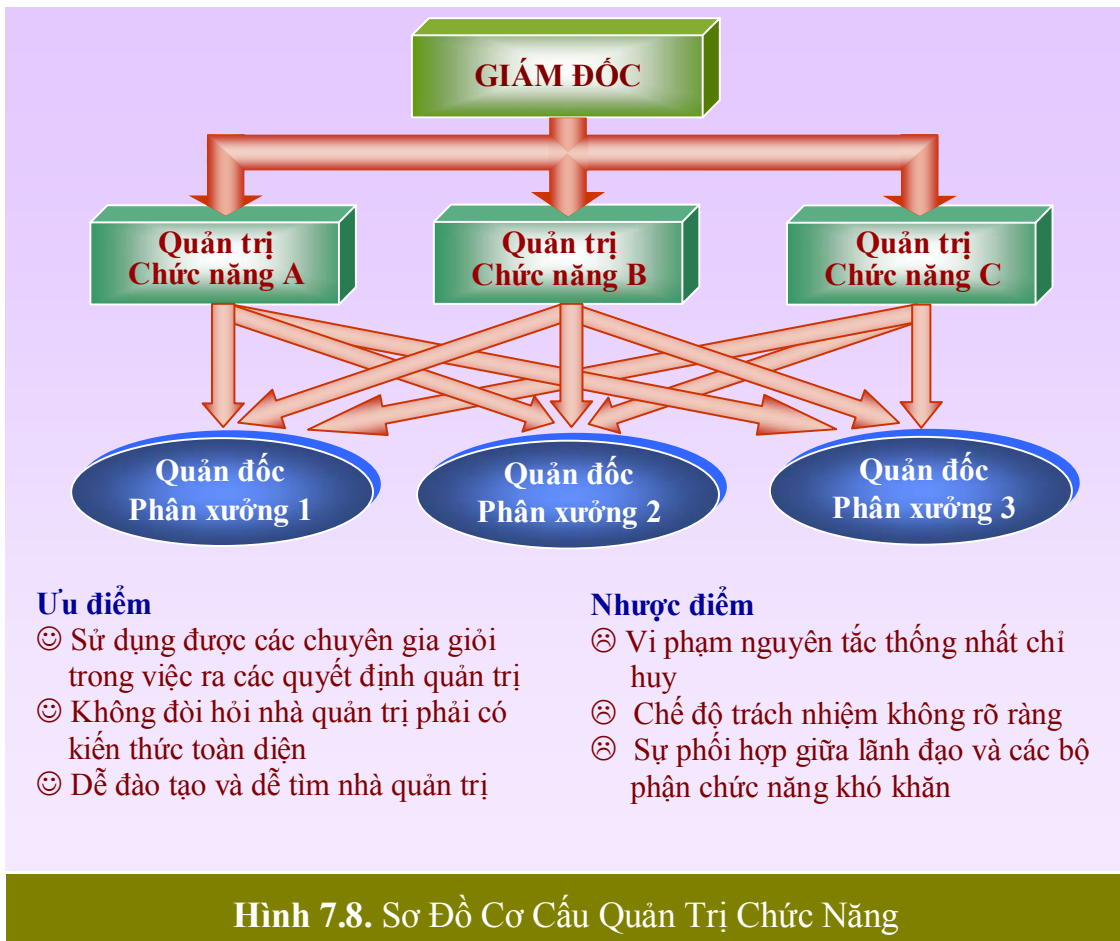 GIÁM ĐỐC
Quản trị
Chức năng A
Quản trị
Chức năng B
Quản trị
Chức năng C
Quản đốc
Phân xưởng 1
Quản đốc
Phân xưởng 2
Quản đốc
Phân xưởng 3
Ưu điểm
☺ Sử dụng được các chuyên gia giỏi
trong việc ra các quyết định quản trị
☺ Không đòi hỏi nhà quản trị phải có
kiến thức toàn diện
☺ Dễ đào tạo và dễ tìm nhà quản trị
Nhược điểm
☹ Vi phạm nguyên tắc thống nhất chỉ
huy
☹ Chế độ trách nhiệm không rõ ràng
☹ Sự phối hợp giữa lãnh đạo và các bộ
phận chức năng khó khăn
Hình 7.8. Sơ Đồ Cơ Cấu Quản Trị Chức Năng